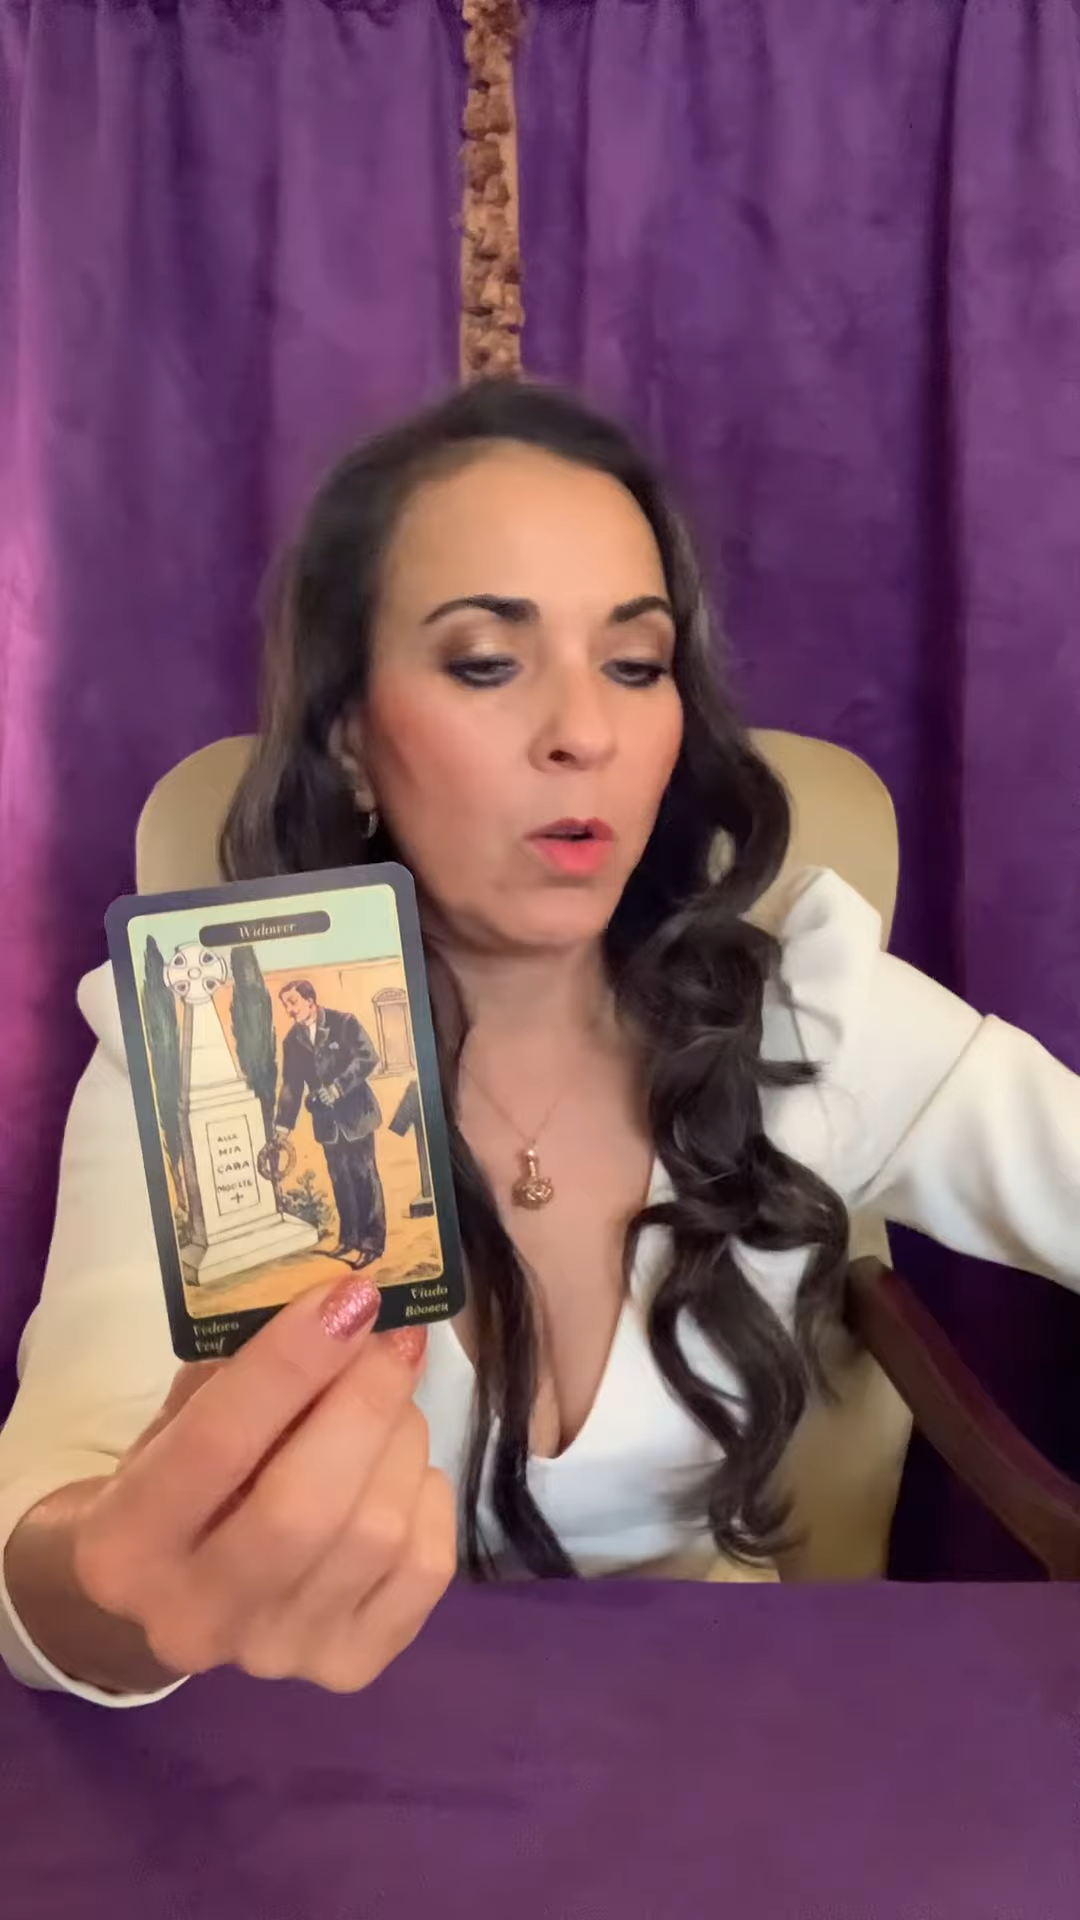 Widower
ALLA
MIA
CARA
MOGLIE
Vedovo
Veuf
Viudo
Вдовец